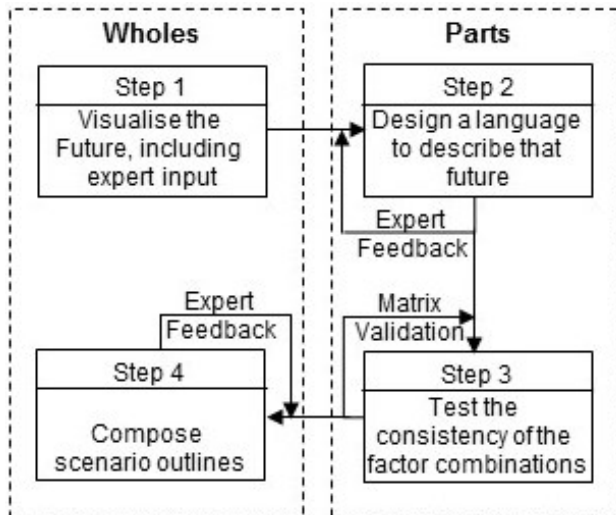 Wholes
Parts
Step 1
Visualise the
Future, including
expert input
Step 2
Design a language
to describe that
future
Expert
Feedback
Expert
Feedback
Matrix
Validation
Step 4
Compose
scenario outlines
Step 3
Test the
consistency of the
factor combinations